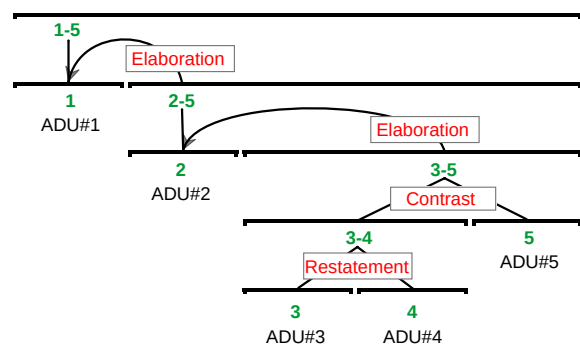 1-5
Elaboration
1
2-5
ADU#1
Elaboration
2
3-5
ADU#2
Contrast
3-4
5
ADU#5
Restatement
3
4
ADU#3
ADU#4